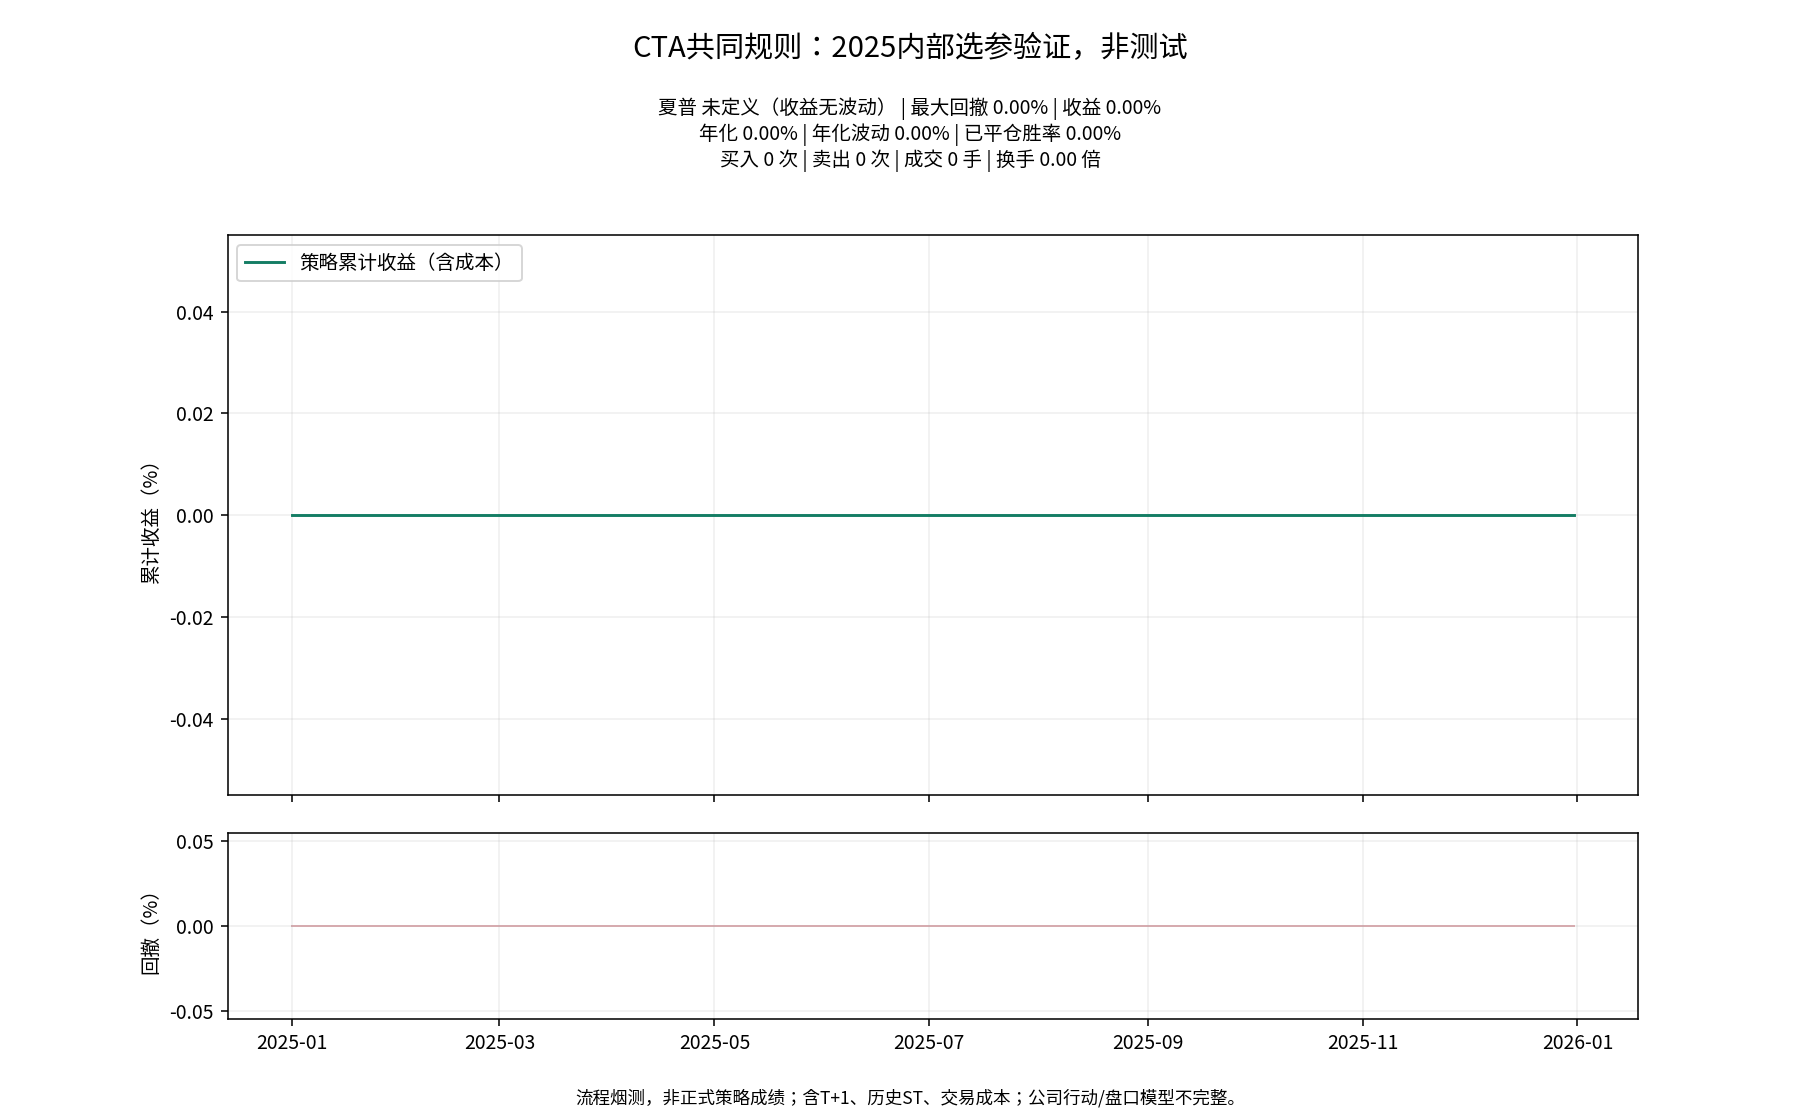 CTA共同规则：2025内部选参验证，非测试
夏普 未定义（收益无波动） | 最大回撤 0.00% | 收益 0.00%
年化 0.00% | 年化波动 0.00% | 已平仓胜率 0.00%
买入 0 次 | 卖出 0 次 | 成交 0 手 | 换手 0.00 倍
策略累计收益（含成本）
累计收益（%）
0.04
0.02
0.00
-0.02
-0.04
回撤（%）
0.05
0.00
-0.05
2025-01 2025-03 2025-05 2025-07 2025-09 2025-11 2026-01
流程烟测，非正式策略成绩；含T+1、历史ST、交易成本；公司行动/盘口模型不完整。